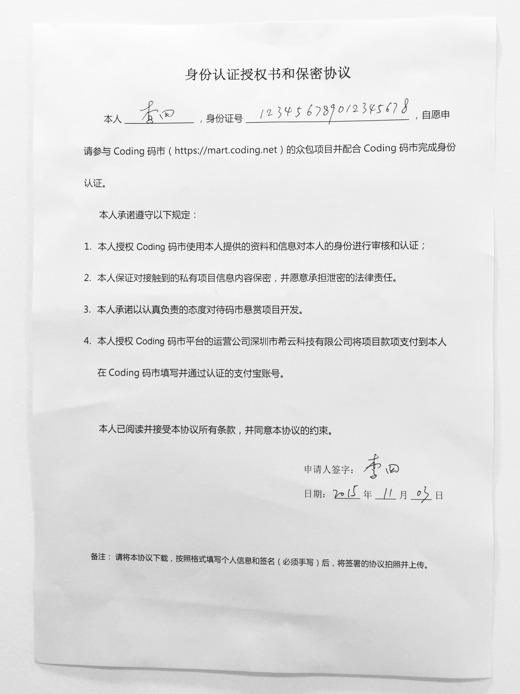 身份认证授权书和保密协议
本人 李四 ，身份证号 123456789012345678 ，自愿申
请参与 Coding 码市（https://mart.coding.net）的众包项目并配合 Coding 码市完成身份
认证。
本人承诺遵守以下规定：
1. 本人授权 Coding 码市使用本人提供的资料和信息对本人的身份进行审核和认证；
2. 本人保证对接触到的私有项目信息内容保密，并愿意承担泄密的法律责任。
3. 本人承诺以认真负责的态度对待码市悬赏项目开发。
4. 本人授权 Coding 码市平台的运营公司深圳市希云科技有限公司将项目款项支付到本人
在 Coding 码市填写并通过认证的支付宝账号。
本人已阅读并接受本协议所有条款，并同意本协议的约束。
申请人签字： 李四
日期： 2015 年 11 月 03 日
备注： 请将本协议下载，按照格式填写个人信息和签名（必须手写）后，将签署的协议拍照并上传。